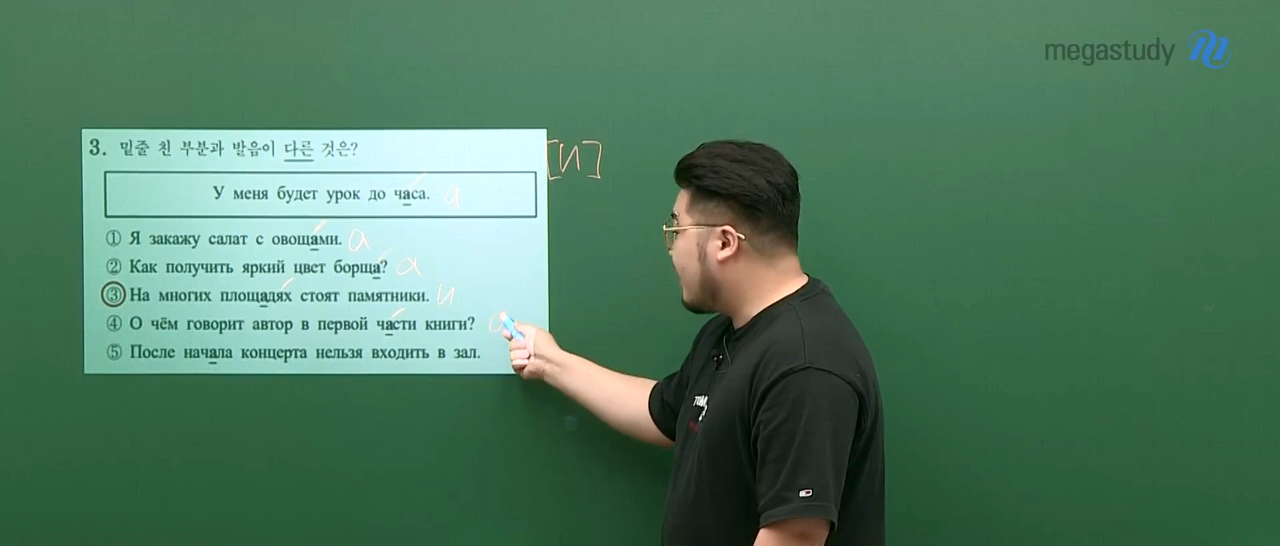 megastudy
3. 밑줄 친 부분과 발음이 다른 것은?
[и]
У меня будет урок до часа. а
① Я закажу салат с овощами. а
② Как получить яркий цвет борща? а
③ На многих площадях стоят памятники. и
④ О чём говорит автор в первой части книги?
⑤ После начала концерта нельзя входить в зал.